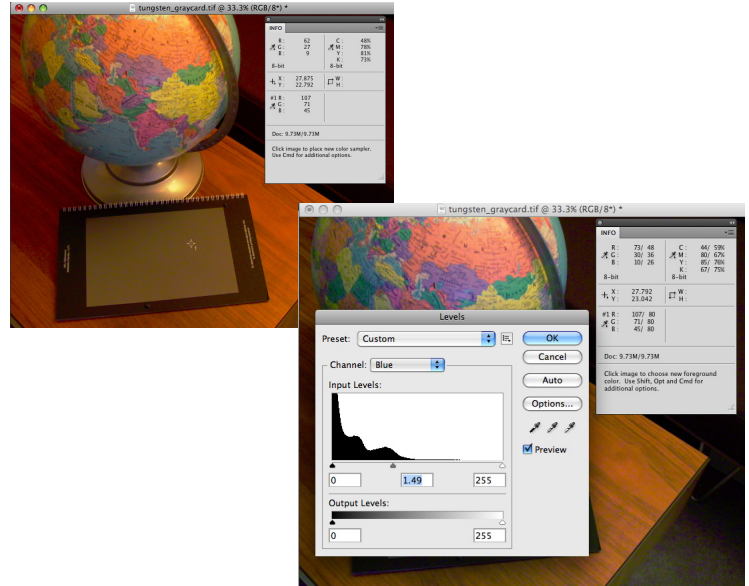 tungsten_graycard.tif @ 33.3% (RGB/8*) *
INFO
R : 62 C : 48%
G : 27 M : 78%
B : 9 Y : 81%
K : 73%
8-bit 8-bit
X : 27.875 W :
Y : 22.792 H :
#1 R : 107
G : 71
B : 45
Doc: 9.73M/9.73M
Click image to place new color sampler.
Use Cmd for additional options.
tungsten_graycard.tif @ 33.3% (RGB/8*) *
INFO
R : 73/ 48 C : 44/ 59%
G : 30/ 36 M : 80/ 67%
B : 10/ 26 Y : 85/ 76%
K : 67/ 75%
8-bit 8-bit
X : 27.792 W :
Y : 23.042 H :
#1 R : 107/ 80
G : 71/ 80
B : 45/ 80
Doc: 9.73M/9.73M
Click image to choose new foreground
color. Use Shift, Opt and Cmd for
additional options.
Levels
Preset: Custom
OK
Cancel
Auto
Options...
Preview
Channel: Blue
Input Levels:
0 1.49 255
Output Levels:
0 255